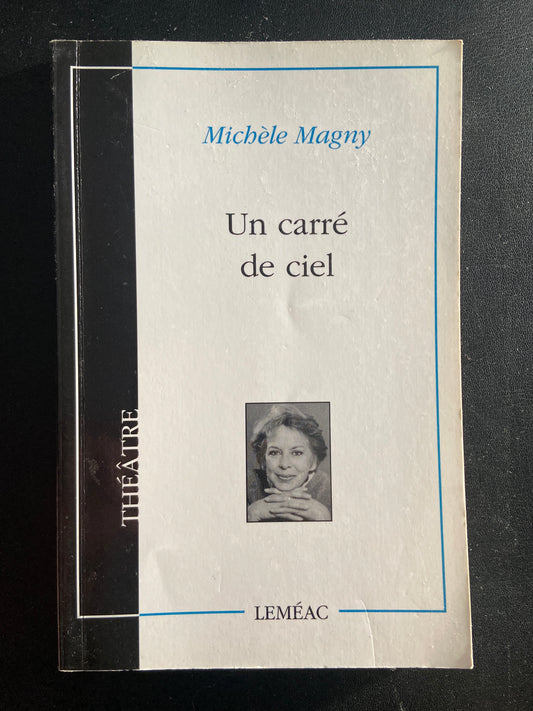 Michèle Magny
Un carré
de ciel
THÉÂTRE
LEMÉAC